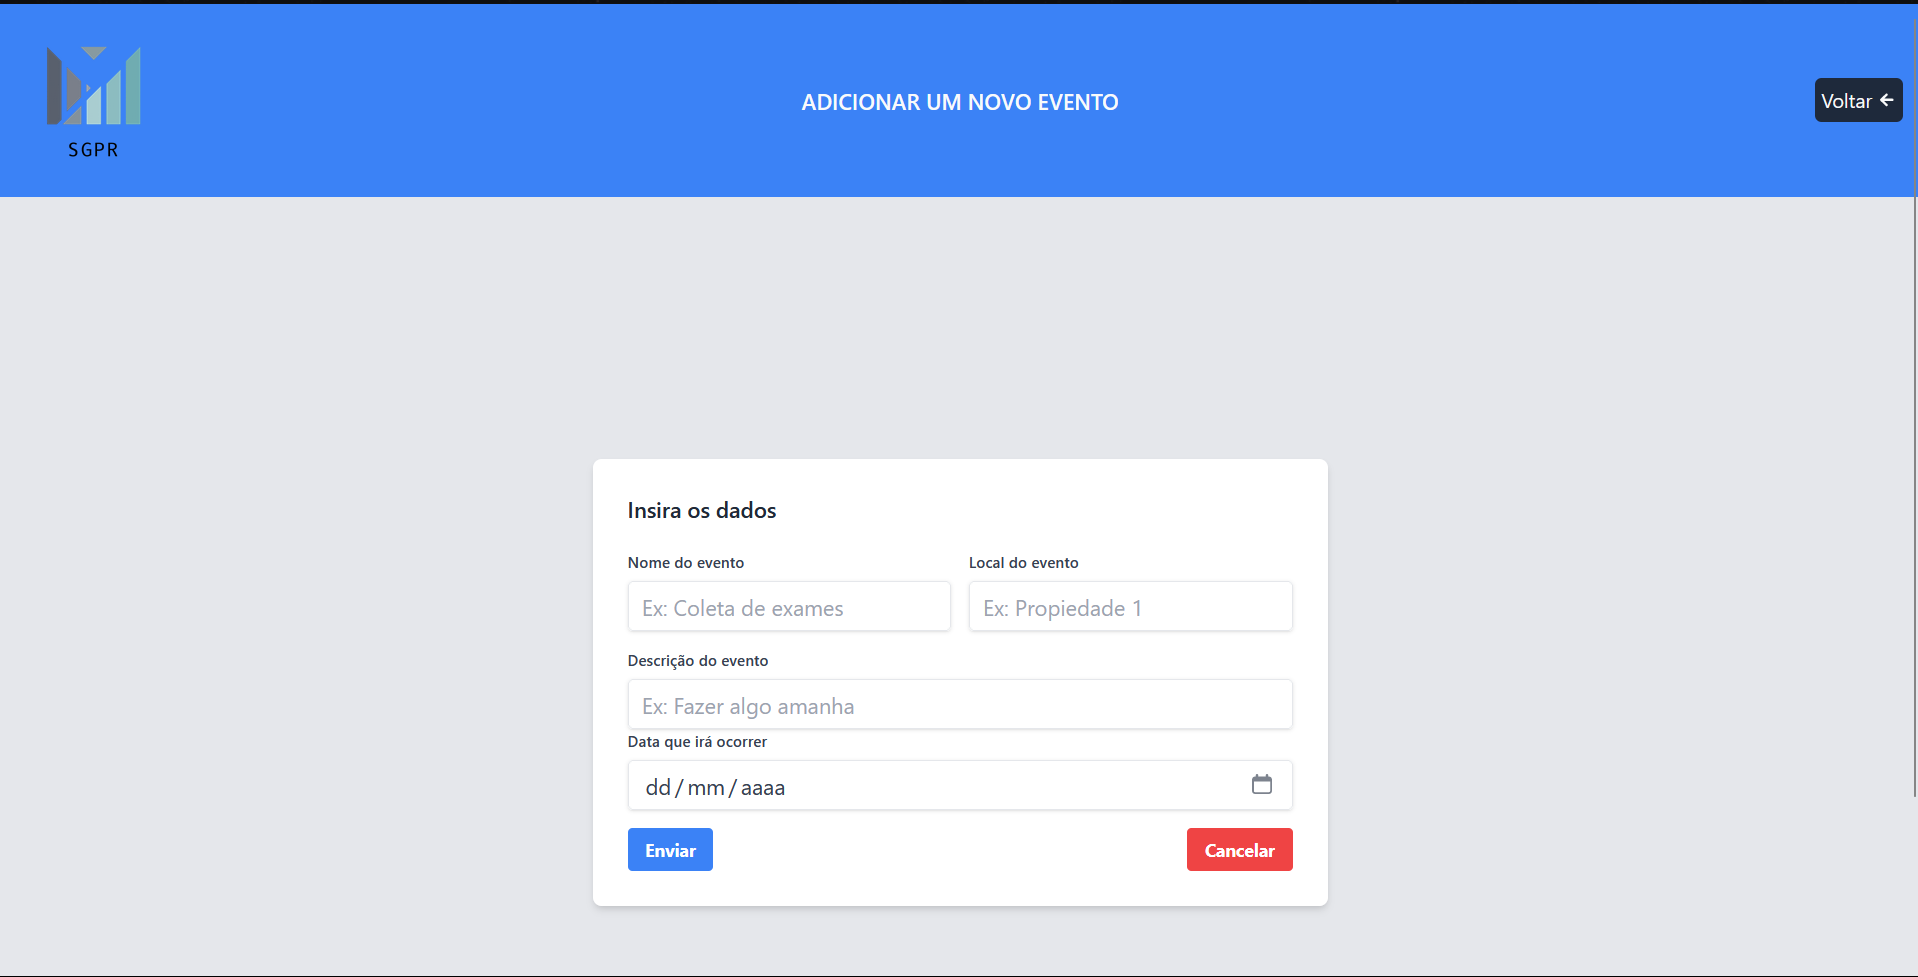 SGPR
ADICIONAR UM NOVO EVENTO
Voltar
Insira os dados
Nome do evento
Local do evento
Ex: Coleta de exames
Ex: Propiedade 1
Descrição do evento
Ex: Fazer algo amanha
Data que irá ocorrer
dd/mm/aaaa
Enviar
Cancelar